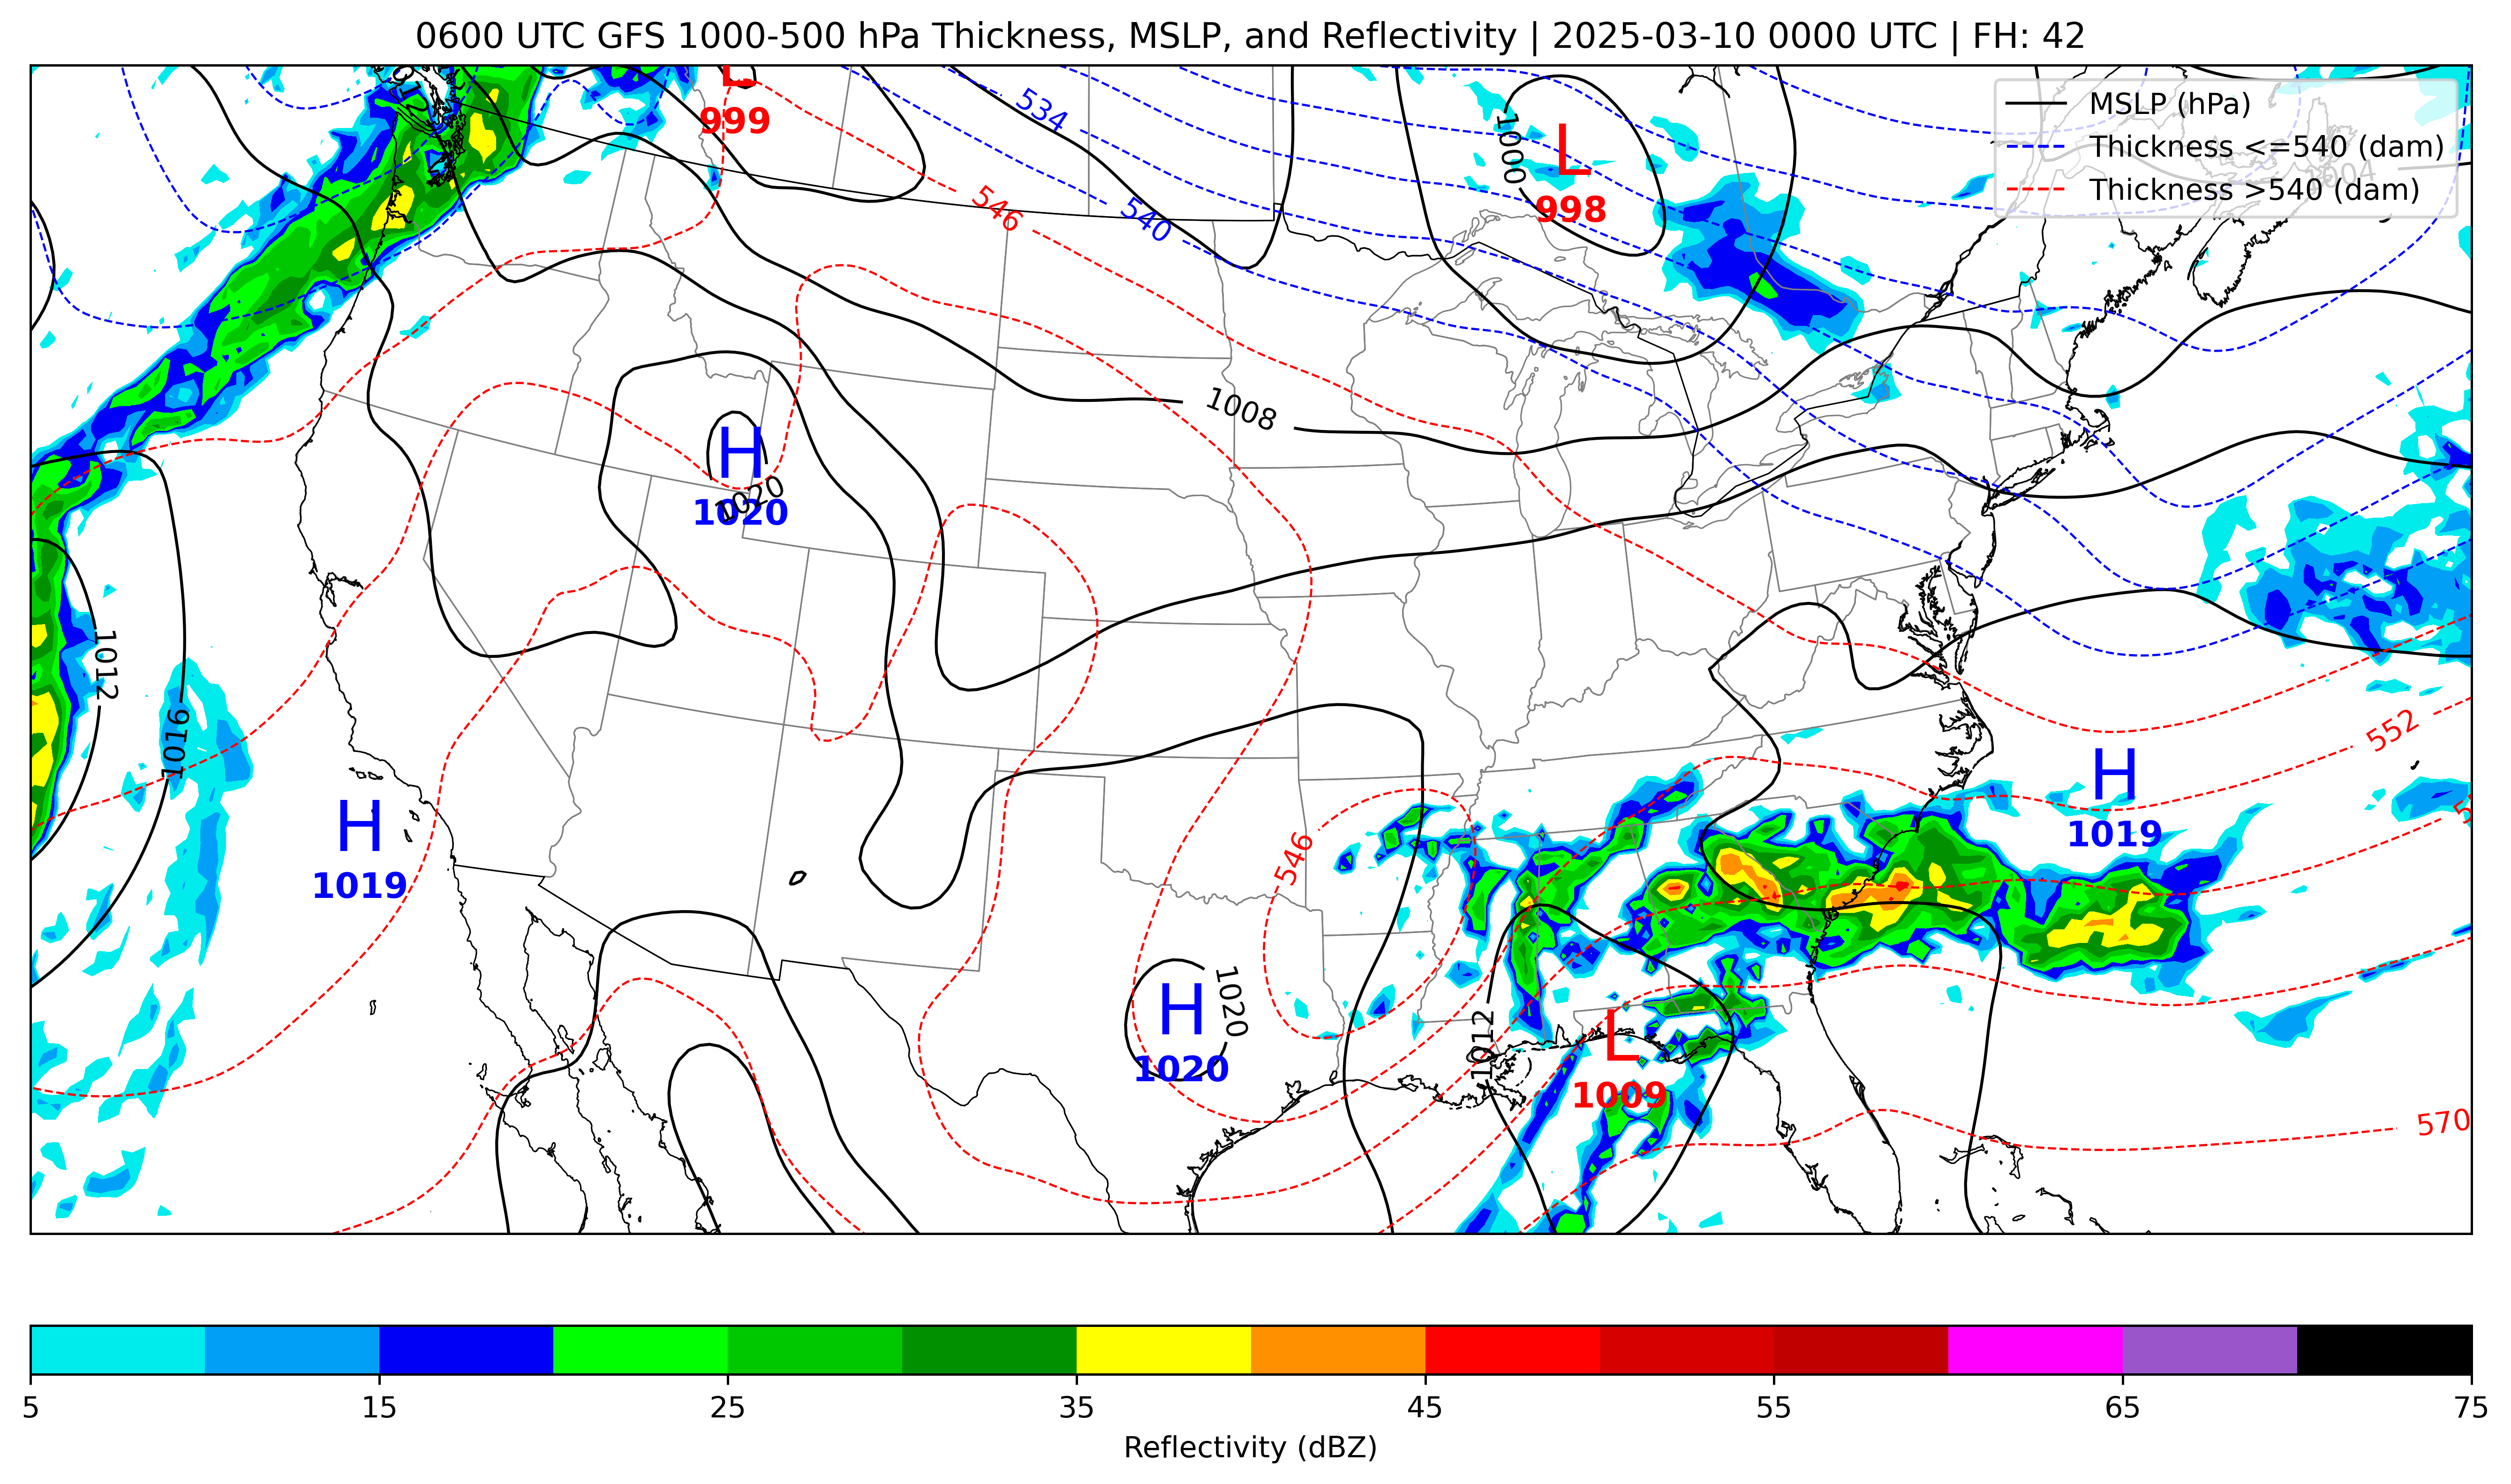 0600 UTC GFS 1000-500 hPa Thickness, MSLP, and Reflectivity | 2025-03-10 0000 UTC | FH: 42
MSLP (hPa)
Thickness <=540 (dam)
Thickness >540 (dam)
L
999
534
1000
L
998
1004
546
540
1008
H
1020
1020
1012
1016
552
H
1019
H
1019
546
H
1020
1020
1012
L
1009
570
5 15 25 35 45 55 65 75
Reflectivity (dBZ)